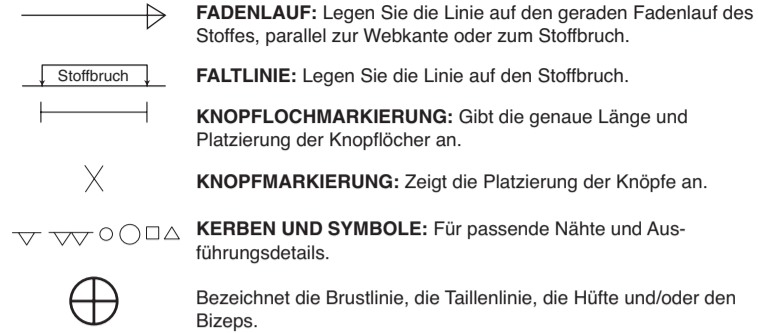 FADENLAUF: Legen Sie die Linie auf den geraden Fadenlauf des
Stoffes, parallel zur Webkante oder zum Stoffbruch.
Stoffbruch
FALTLINIE: Legen Sie die Linie auf den Stoffbruch.
KNOPFLOCHMARKIERUNG: Gibt die genaue Länge und
Platzierung der Knopflöcher an.
KNOPFMARKIERUNG: Zeigt die Platzierung der Knöpfe an.
KERBEN UND SYMBOLE: Für passende Nähte und Aus-
führungsdetails.
Bezeichnet die Brustlinie, die Taillenlinie, die Hüfte und/oder den
Bizeps.